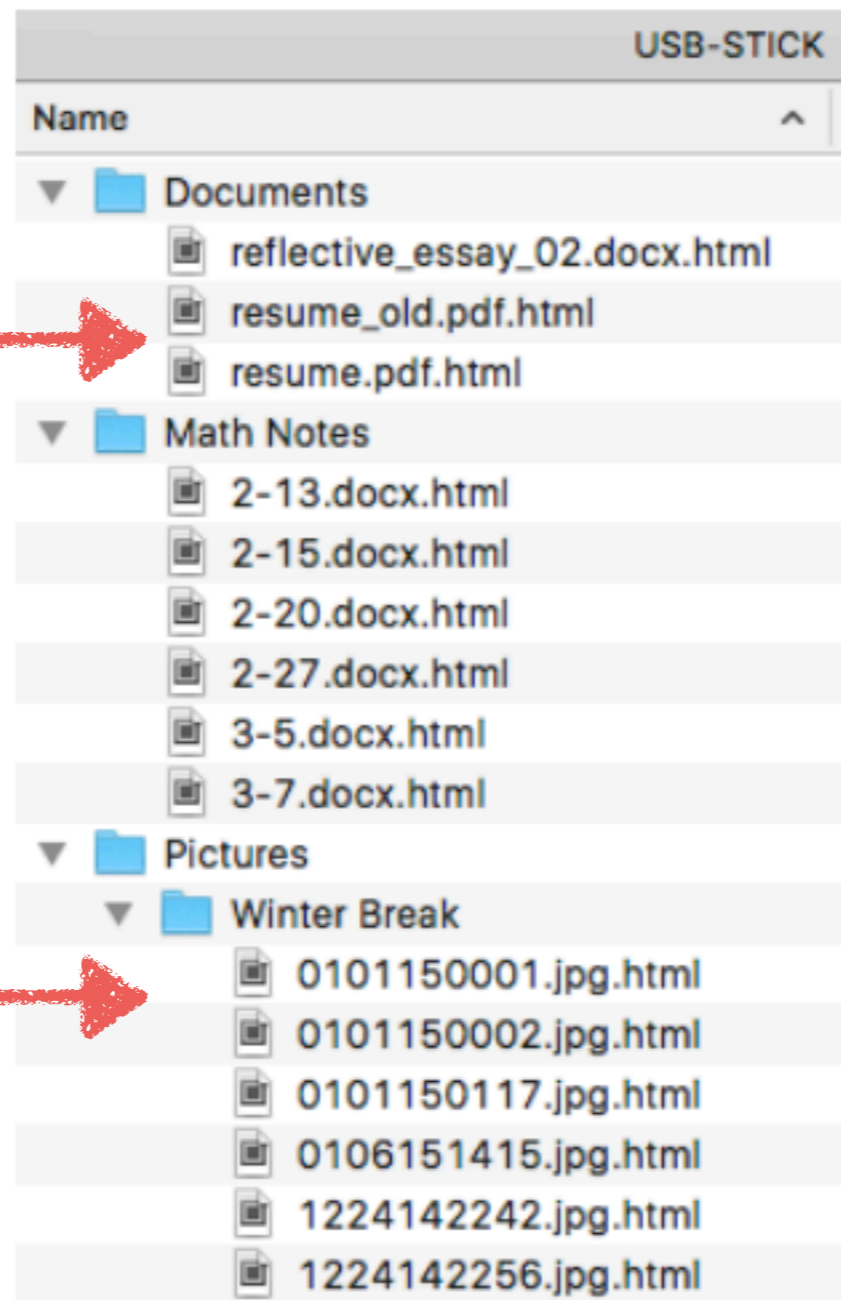 USB-STICK
Name
Documents
reflective_essay_02.docx.html
resume_old.pdf.html
resume.pdf.html
Math Notes
2-13.docx.html
2-15.docx.html
2-20.docx.html
2-27.docx.html
3-5.docx.html
3-7.docx.html
Pictures
Winter Break
0101150001.jpg.html
0101150002.jpg.html
0101150117.jpg.html
0106151415.jpg.html
1224142242.jpg.html
1224142256.jpg.html